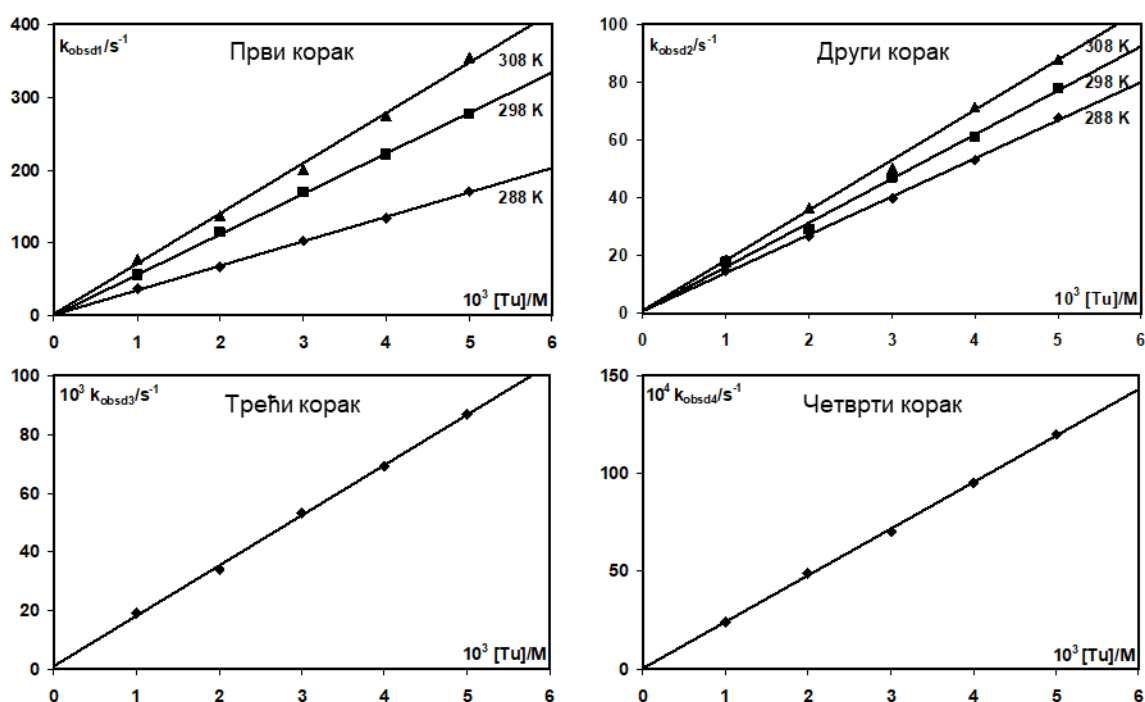 400
k_obsd1/s⁻¹
Први корак
308 K
300
298 K
200
288 K
100
10³ [Tu]/M
0
0 1 2 3 4 5 6
100
k_obsd2/s⁻¹
Други корак
308 K
80
298 K
288 K
60
40
20
10³ [Tu]/M
0
0 1 2 3 4 5 6
100
10³ k_obsd3/s⁻¹
Трећи корак
80
60
40
20
10³ [Tu]/M
0
0 1 2 3 4 5 6
150
10⁴ k_obsd4/s⁻¹
Четврти корак
100
50
10³ [Tu]/M
0
0 1 2 3 4 5 6